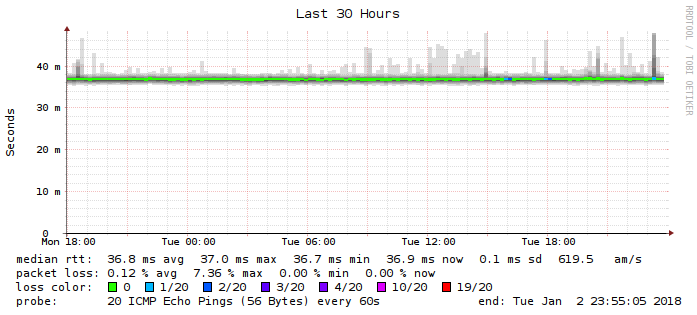 Last 30 Hours
RRDTOOL / TOBI OETIKER
Seconds
40 m
30 m
20 m
10 m
0
Mon 18:00 Tue 00:00 Tue 06:00 Tue 12:00 Tue 18:00
median rtt: 36.8 ms avg 37.0 ms max 36.7 ms min 36.9 ms now 0.1 ms sd 619.5 am/s
packet loss: 0.12 % avg 7.36 % max 0.00 % min 0.00 % now
loss color: 0 1/20 2/20 3/20 4/20 10/20 19/20
probe: 20 ICMP Echo Pings (56 Bytes) every 60s end: Tue Jan 2 23:55:05 2018